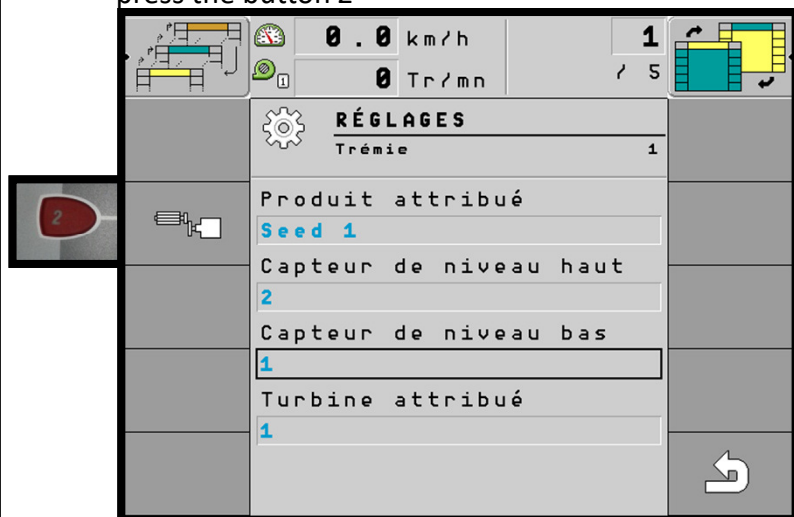 press the button 2
0.0 km/h
1
1
0 Tr/mn
/ 5
RÉGLAGES
Trémie 1
2
Produit attribué
Seed 1
Capteur de niveau haut
2
Capteur de niveau bas
1
Turbine attribué
1